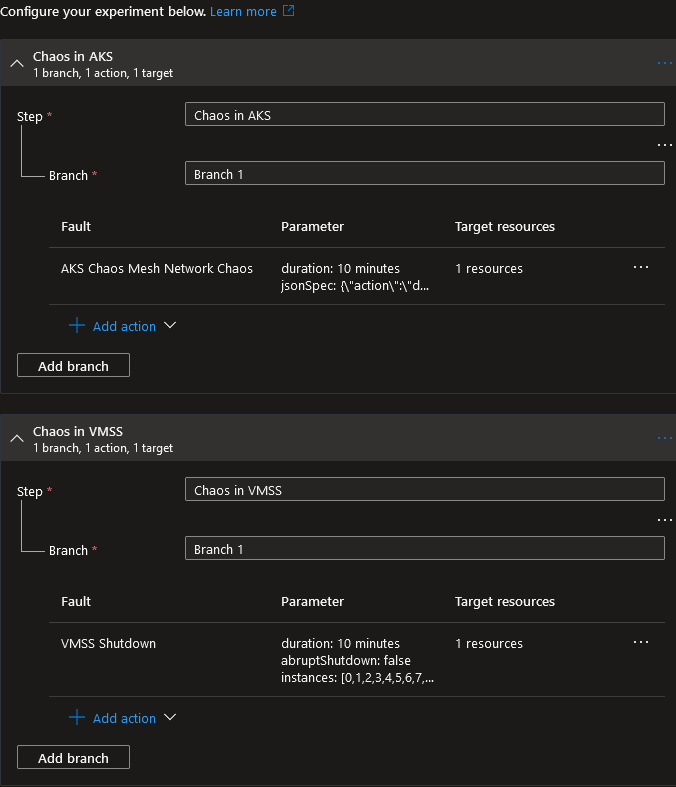 Configure your experiment below. Learn more
Chaos in AKS
1 branch, 1 action, 1 target
Step *
Chaos in AKS
Branch *
Branch 1
Fault Parameter Target resources
AKS Chaos Mesh Network Chaos duration: 10 minutes 1 resources
jsonSpec: {\"action\":\"d...
Add action
Add branch
Chaos in VMSS
1 branch, 1 action, 1 target
Step *
Chaos in VMSS
Branch *
Branch 1
Fault Parameter Target resources
VMSS Shutdown duration: 10 minutes 1 resources
abruptShutdown: false
instances: [0,1,2,3,4,5,6,7,...
Add action
Add branch